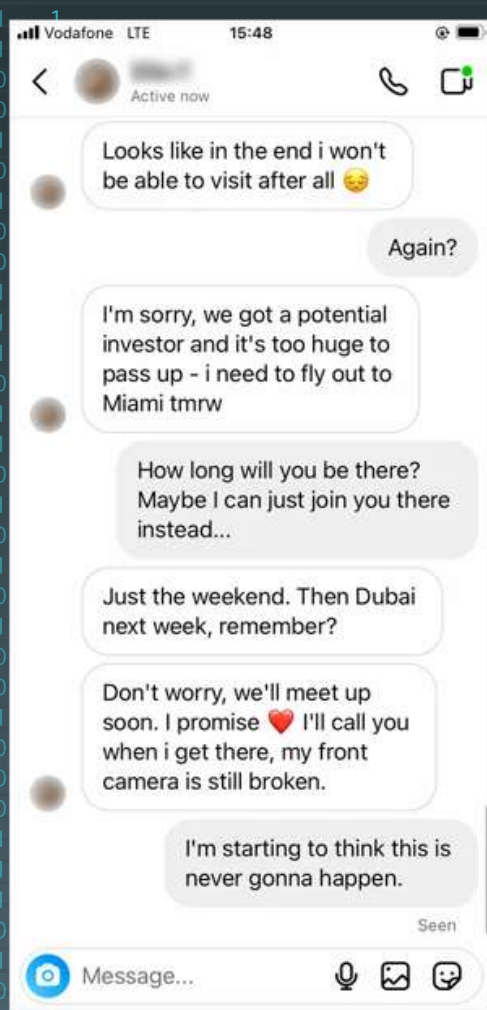 Vodafone LTE 15:48
Active now
Looks like in the end i won't
be able to visit after all 😔
Again?
I'm sorry, we got a potential
investor and it's too huge to
pass up - i need to fly out to
Miami tmrw
How long will you be there?
Maybe I can just join you there
instead...
Just the weekend. Then Dubai
next week, remember?
Don't worry, we'll meet up
soon. I promise ❤️ I'll call you
when i get there, my front
camera is still broken.
I'm starting to think this is
never gonna happen.
Seen
Message...